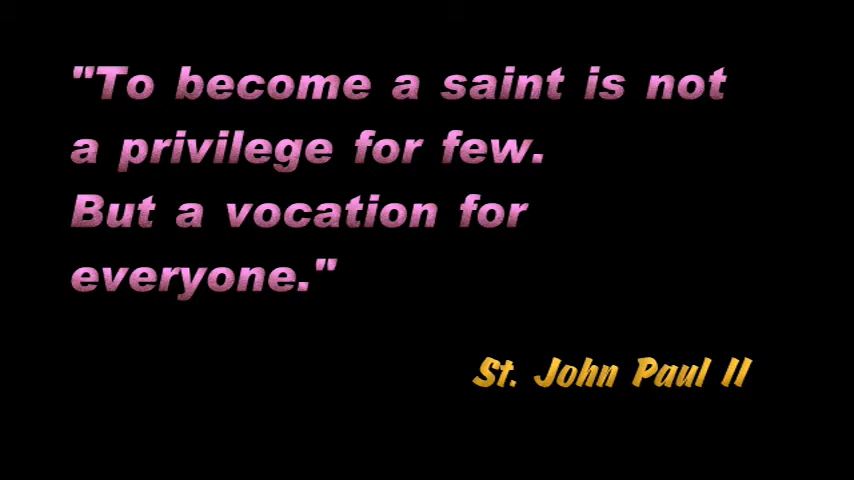 "To become a saint is not
a privilege for few.
But a vocation for
everyone."
St. John Paul II